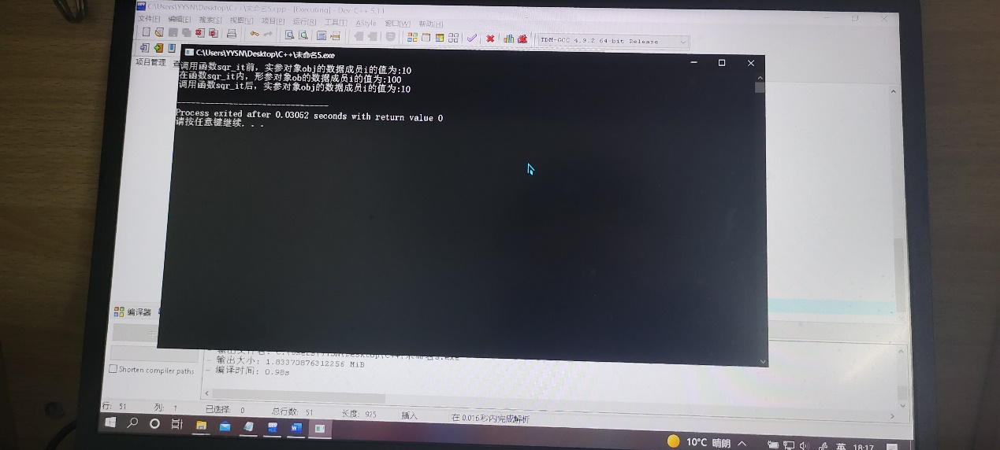 C:\Users\YYSN\Desktop\C++\未命名5.cpp - [Executing] - Dev-C++ 5.11
文件[F] 编辑[E] 搜索[S] 视图[V] 项目[P] 运行[R] 工具[T] AStyle 窗口[W] 帮助[H]
TDM-GCC 4.9.2 64-bit Release
项目管理
C:\Users\YYSN\Desktop\C++\未命名5.exe
调用函数sqr_it前，实参对象obj的数据成员i的值为:10
在函数sqr_it内，形参对象ob的数据成员i的值为:100
调用函数sqr_it后，实参对象obj的数据成员i的值为:10
--------------------------------
Process exited after 0.03052 seconds with return value 0
请按任意键继续. . .
编译器
- 输出文件名: C:\Users\YYSN\Desktop\C++\未命名5.exe
- 输出大小: 1.83370876312256 MiB
- 编译时间: 0.98s
Shorten compiler paths
行: 51 列: 1 已选择 0 总行数: 51 长度: 925 插入 在 0.016 秒内完成解析
10°C 晴朗 英 18:17